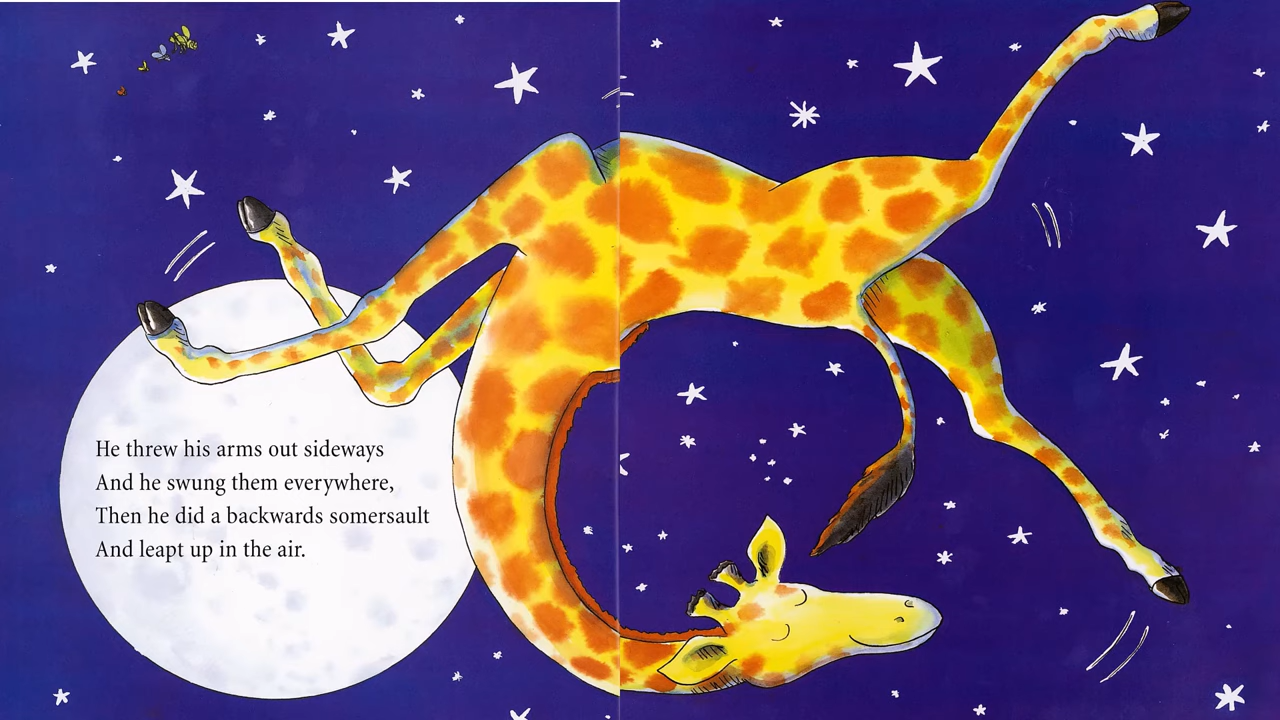 He threw his arms out sideways
And he swung them everywhere,
Then he did a backwards somersault
And leapt up in the air.